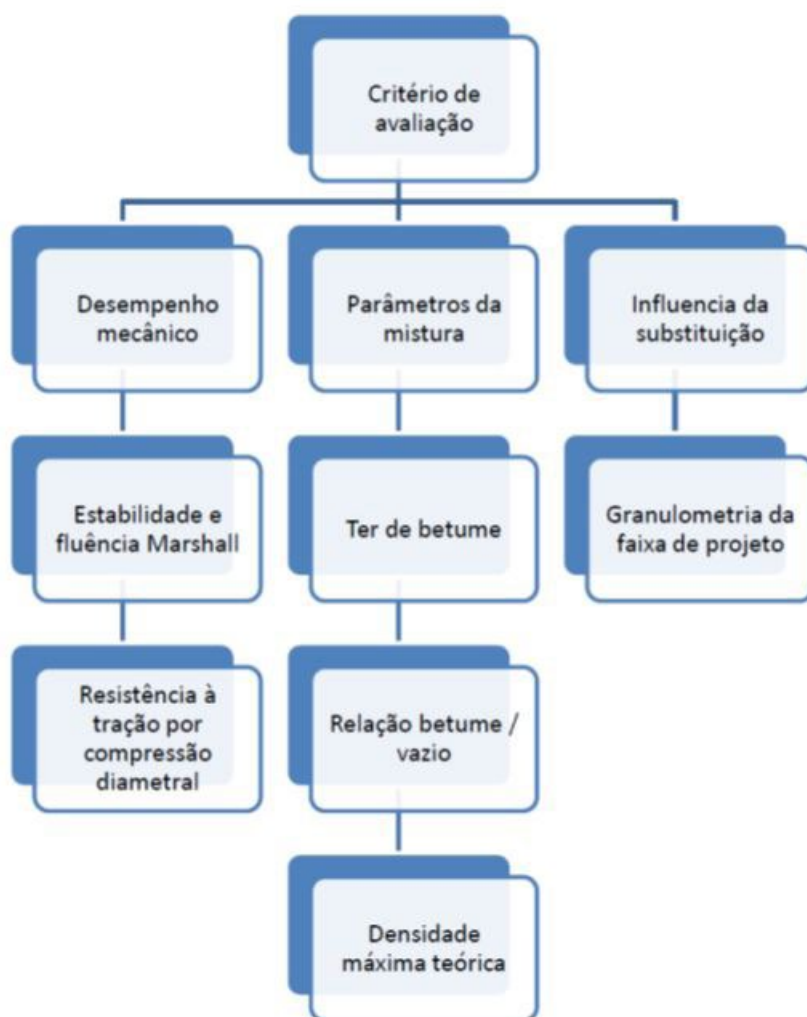 Critério de
avaliação
Desempenho
mecânico
Parâmetros da
mistura
Influencia da
substituição
Estabilidade e
fluência Marshall
Ter de betume
Granulometria da
faixa de projeto
Resistência à
tração por
compressão
diametral
Relação betume /
vazio
Densidade
máxima teórica